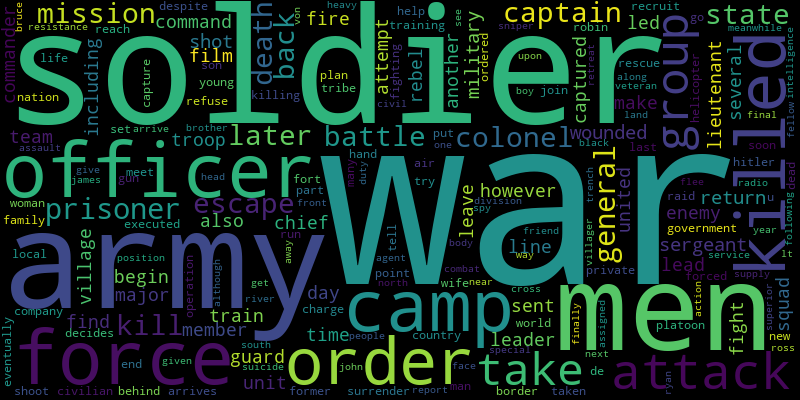 bruce
mission
despite
heavy
von
help
training
see
recruit
go
commander
resistance
reach
command
death
back
fire
captain
robin
led
state
meanwhile
soldier
including
life
shot
film
son
young
capture
plan
tribe
attempt
fighting
rebel
another
military
ordered
sniper
upon
retreat
rescue
along
veteran
group
lieutenant
helicopter
several
killed
fellow
intelligence
nation
refuse
killing
boy
join
civil
captured
make
land
final
team
set
arrive
brother
troop
later
battle
put
one
colonel
black
wounded
last
soon
assault
officer
give
meet
james
gun
head
hand
many
duty
air
try
war
trench
general
united
hitler
dead
raid
radio
u
woman
family
prisoner
executed
escape
fort
part
front
leave
spy
however
division
flee
return
enemy
year
following
government
local
village
position
also
chief
tell
friend
villager
line
sergeant
service
lt
army
begin
operation
although
run
away
agent
point
body
combat
way
private
lead
forced
supply
superior
squad
company
major
get
river
day
camp
north
wife
near
cross
men
action
eventually
find
kill
train
member
charge
time
people
country
sent
world
leader
finally
assigned
platoon
fight
new
ross
decides
force
end
given
south
guard
order
face
special
take
next
de
attack
shoot
civilian
behind
arrives
unit
suicide
former
john
surrender
report
man
border
taken
ryan